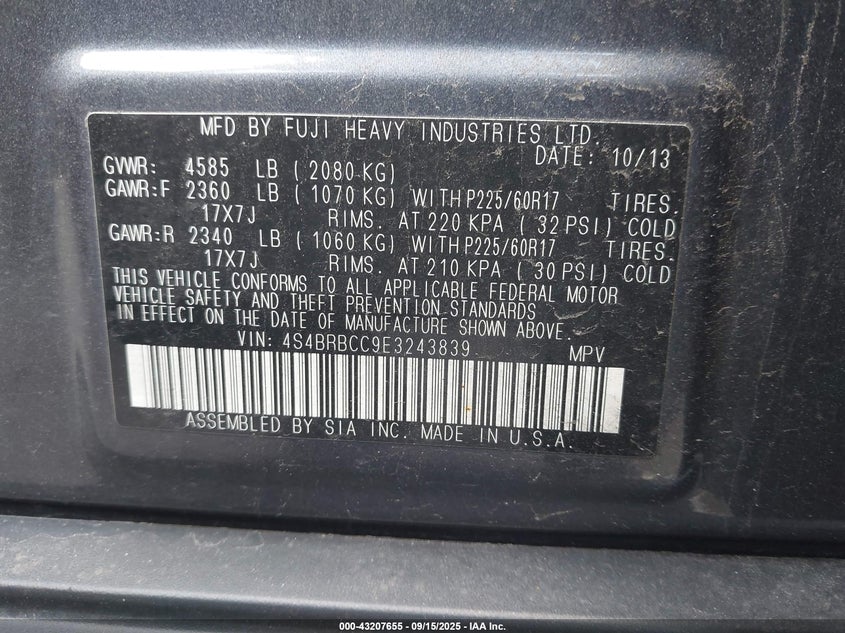 MFD BY FUJI HEAVY INDUSTRIES LTD.
DATE: 10/13
GVWR: 4585 LB ( 2080 KG)
GAWR:F 2360 LB ( 1070 KG) WITH P225/60R17 TIRES.
17X7J RIMS. AT 220 KPA ( 32 PSI) COLD
GAWR:R 2340 LB ( 1060 KG) WITH P225/60R17 TIRES.
17X7J RIMS. AT 210 KPA ( 30 PSI) COLD
THIS VEHICLE CONFORMS TO ALL APPLICABLE FEDERAL MOTOR
VEHICLE SAFETY AND THEFT PREVENTION STANDARDS
IN EFFECT ON THE DATE OF MANUFACTURE SHOWN ABOVE.
VIN: 4S4BRBCC9E3243839 MPV
ASSEMBLED BY SIA INC. MADE IN U.S.A.
000-43207655 - 09/15/2025 - IAA Inc.